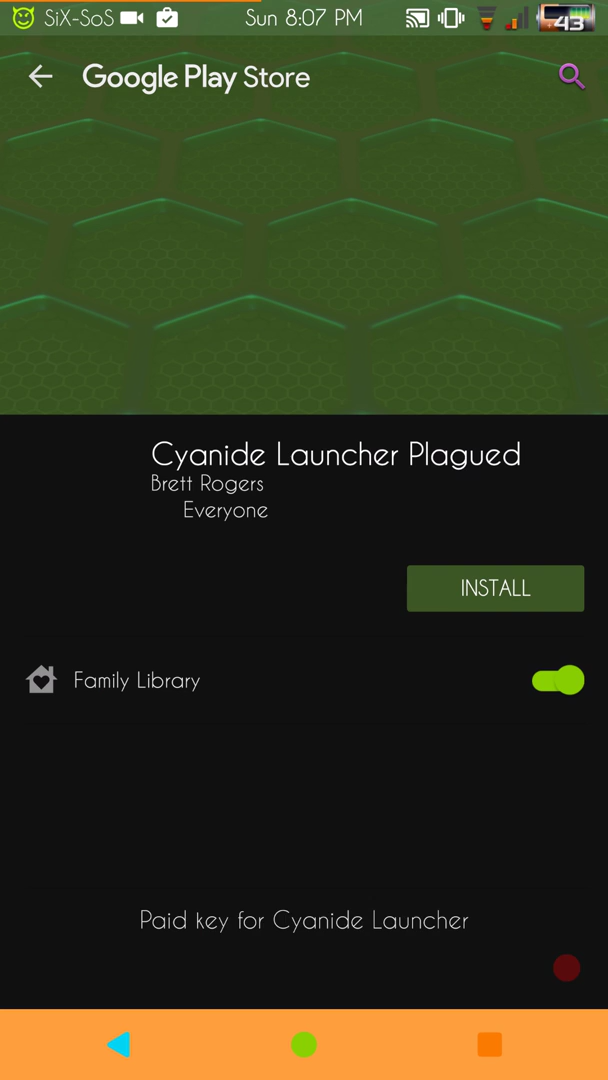 SiX-SoS Sun 8:07 PM 43
Google Play Store
Cyanide Launcher Plagued
Brett Rogers
Everyone
INSTALL
Family Library
Paid key for Cyanide Launcher